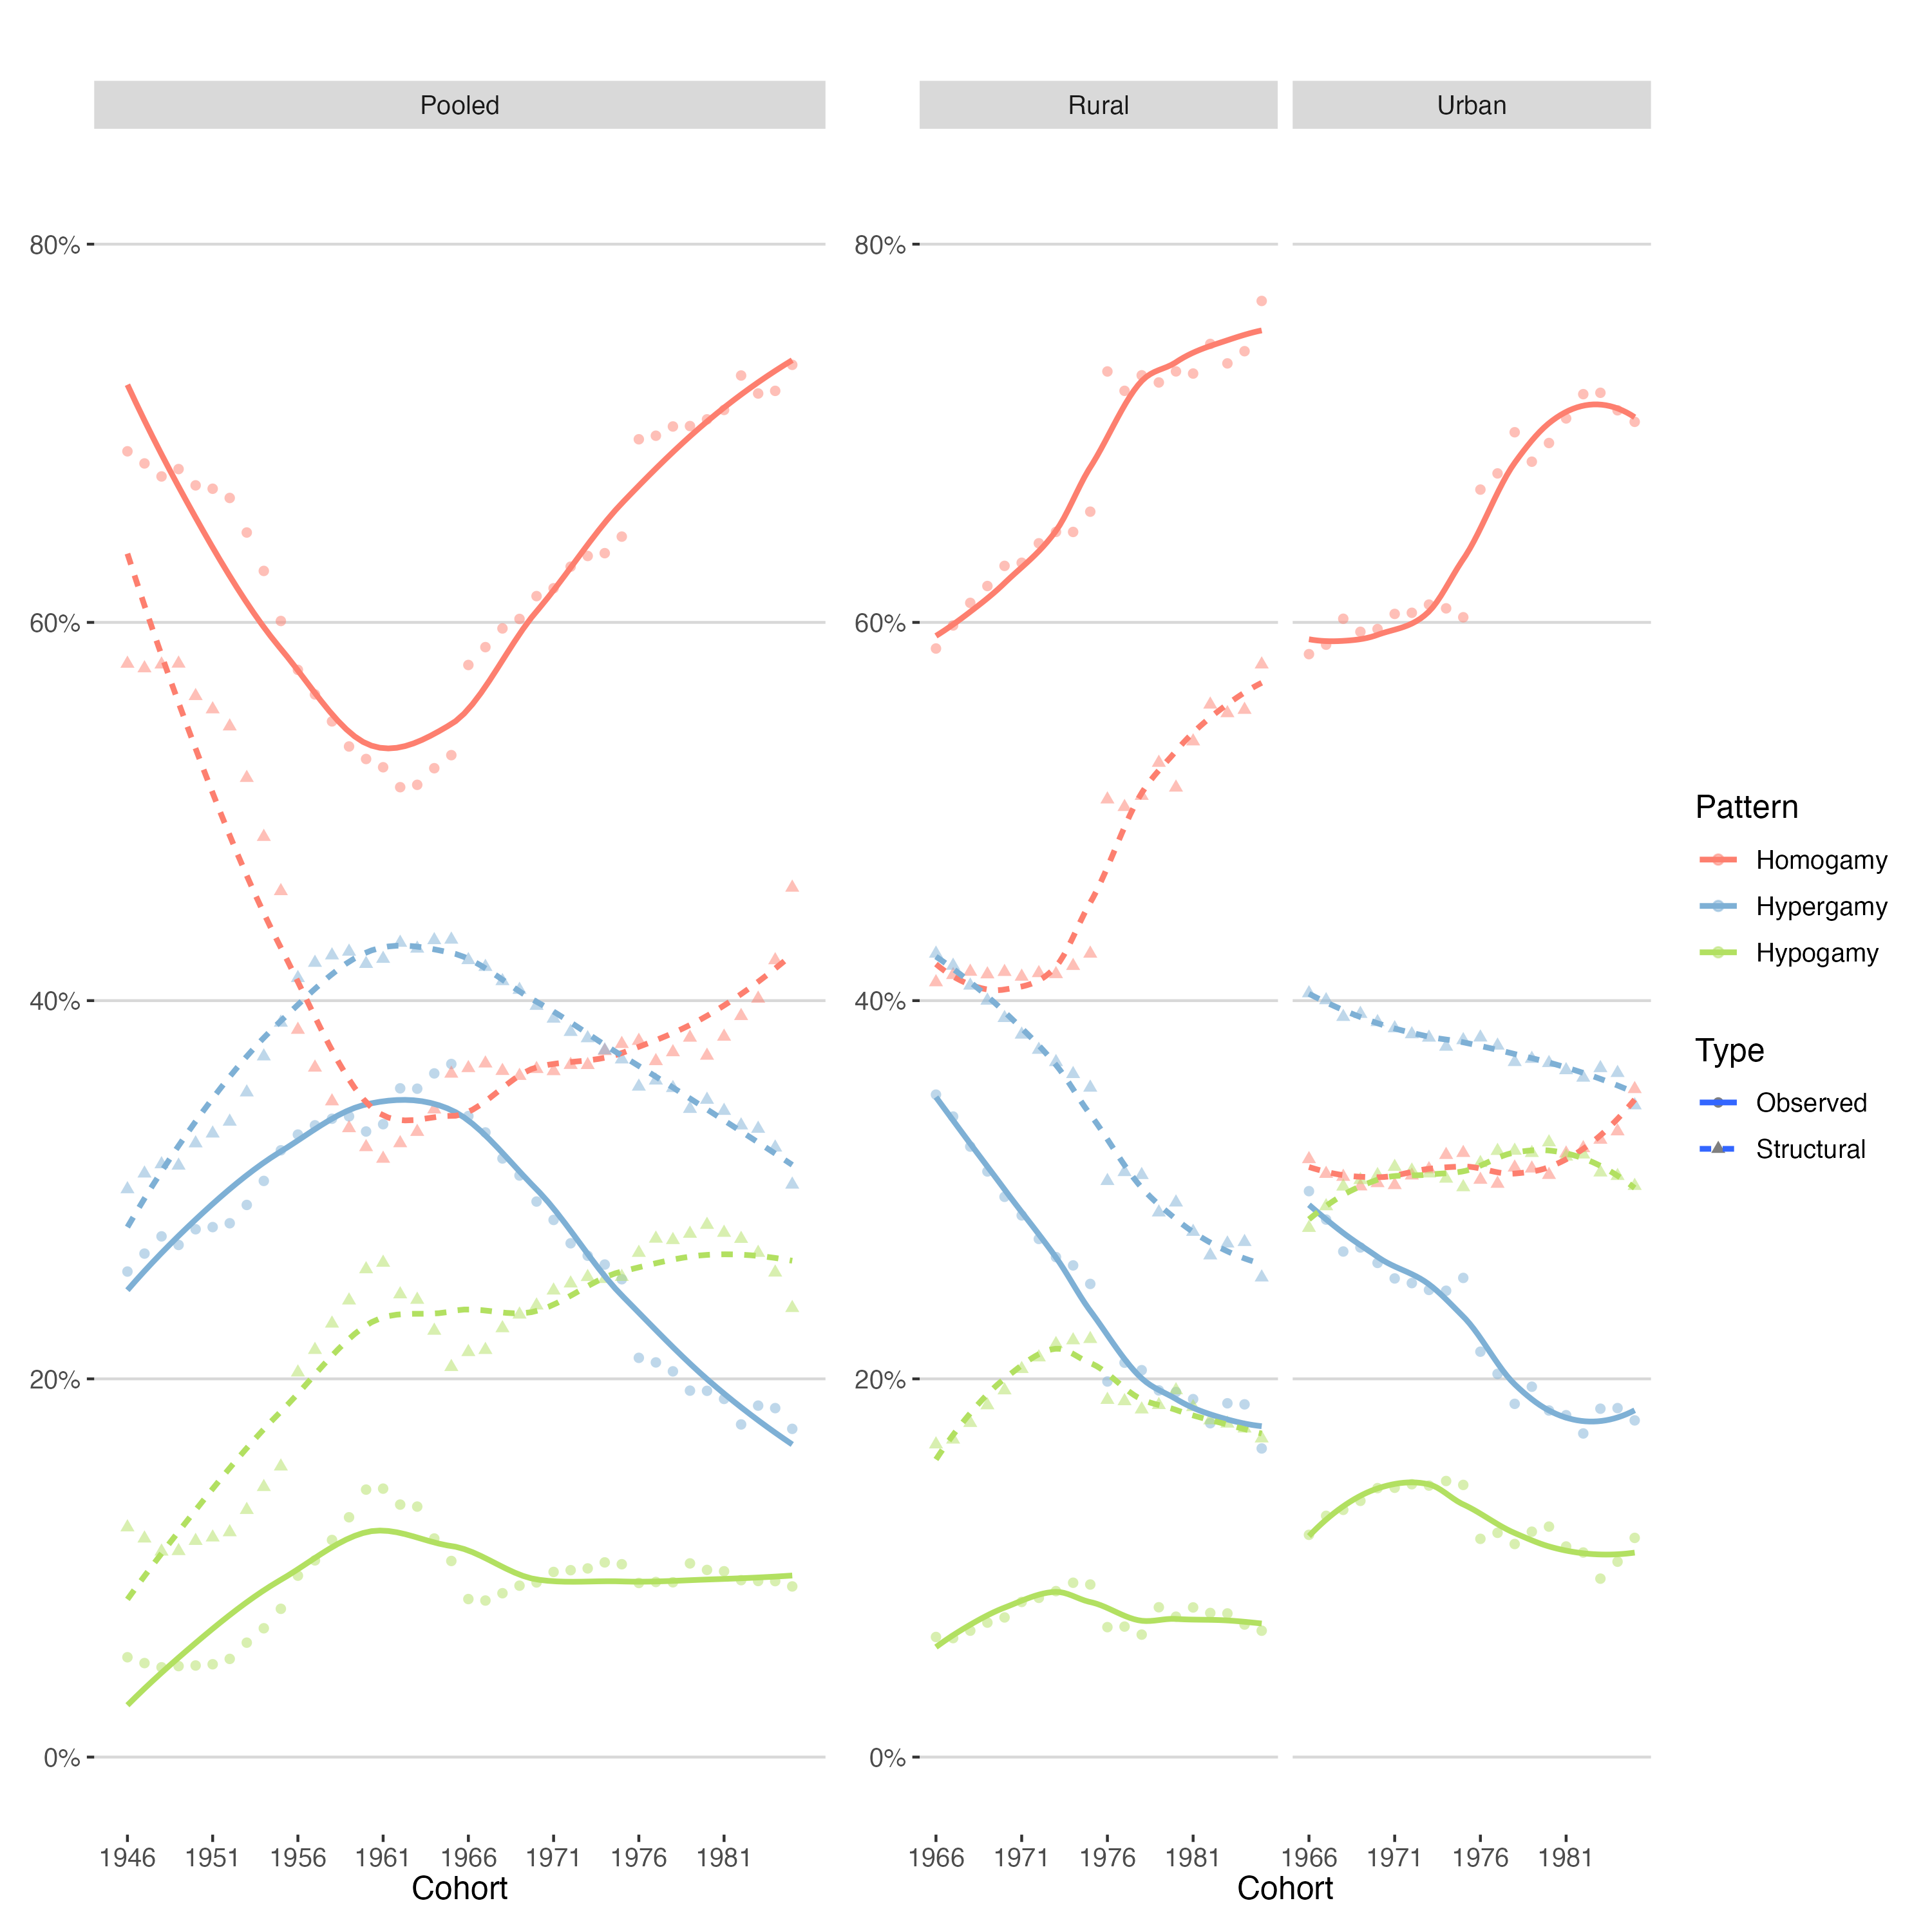 Pooled
Rural
Urban
80%
60%
40%
20%
0%
80%
60%
40%
20%
0%
1946 1951 1956 1961 1966 1971 1976 1981
Cohort
1966 1971 1976 1981
1966 1971 1976 1981
Cohort
Pattern
Homogamy
Hypergamy
Hypogamy
Type
Observed
Structural